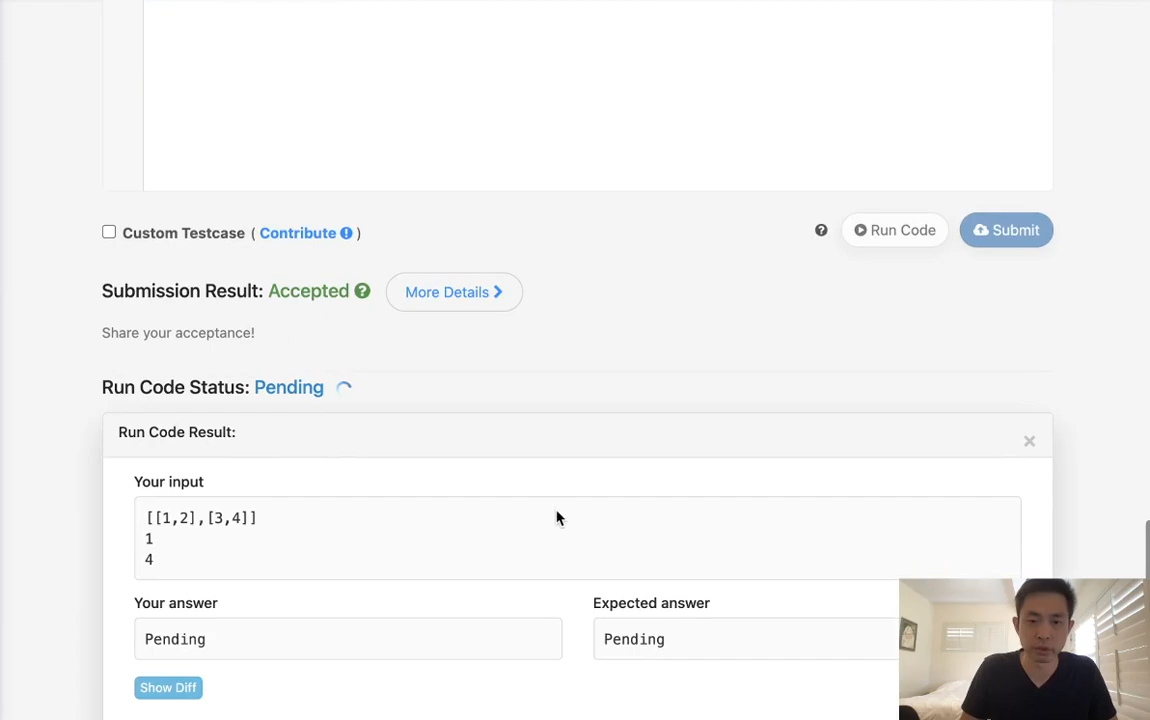 Custom Testcase ( Contribute )
Run Code
Submit
Submission Result: Accepted
More Details
Share your acceptance!
Run Code Status: Pending
Run Code Result:
Your input
[[1,2],[3,4]]
1
4
Your answer
Expected answer
Pending
Pending
Show Diff